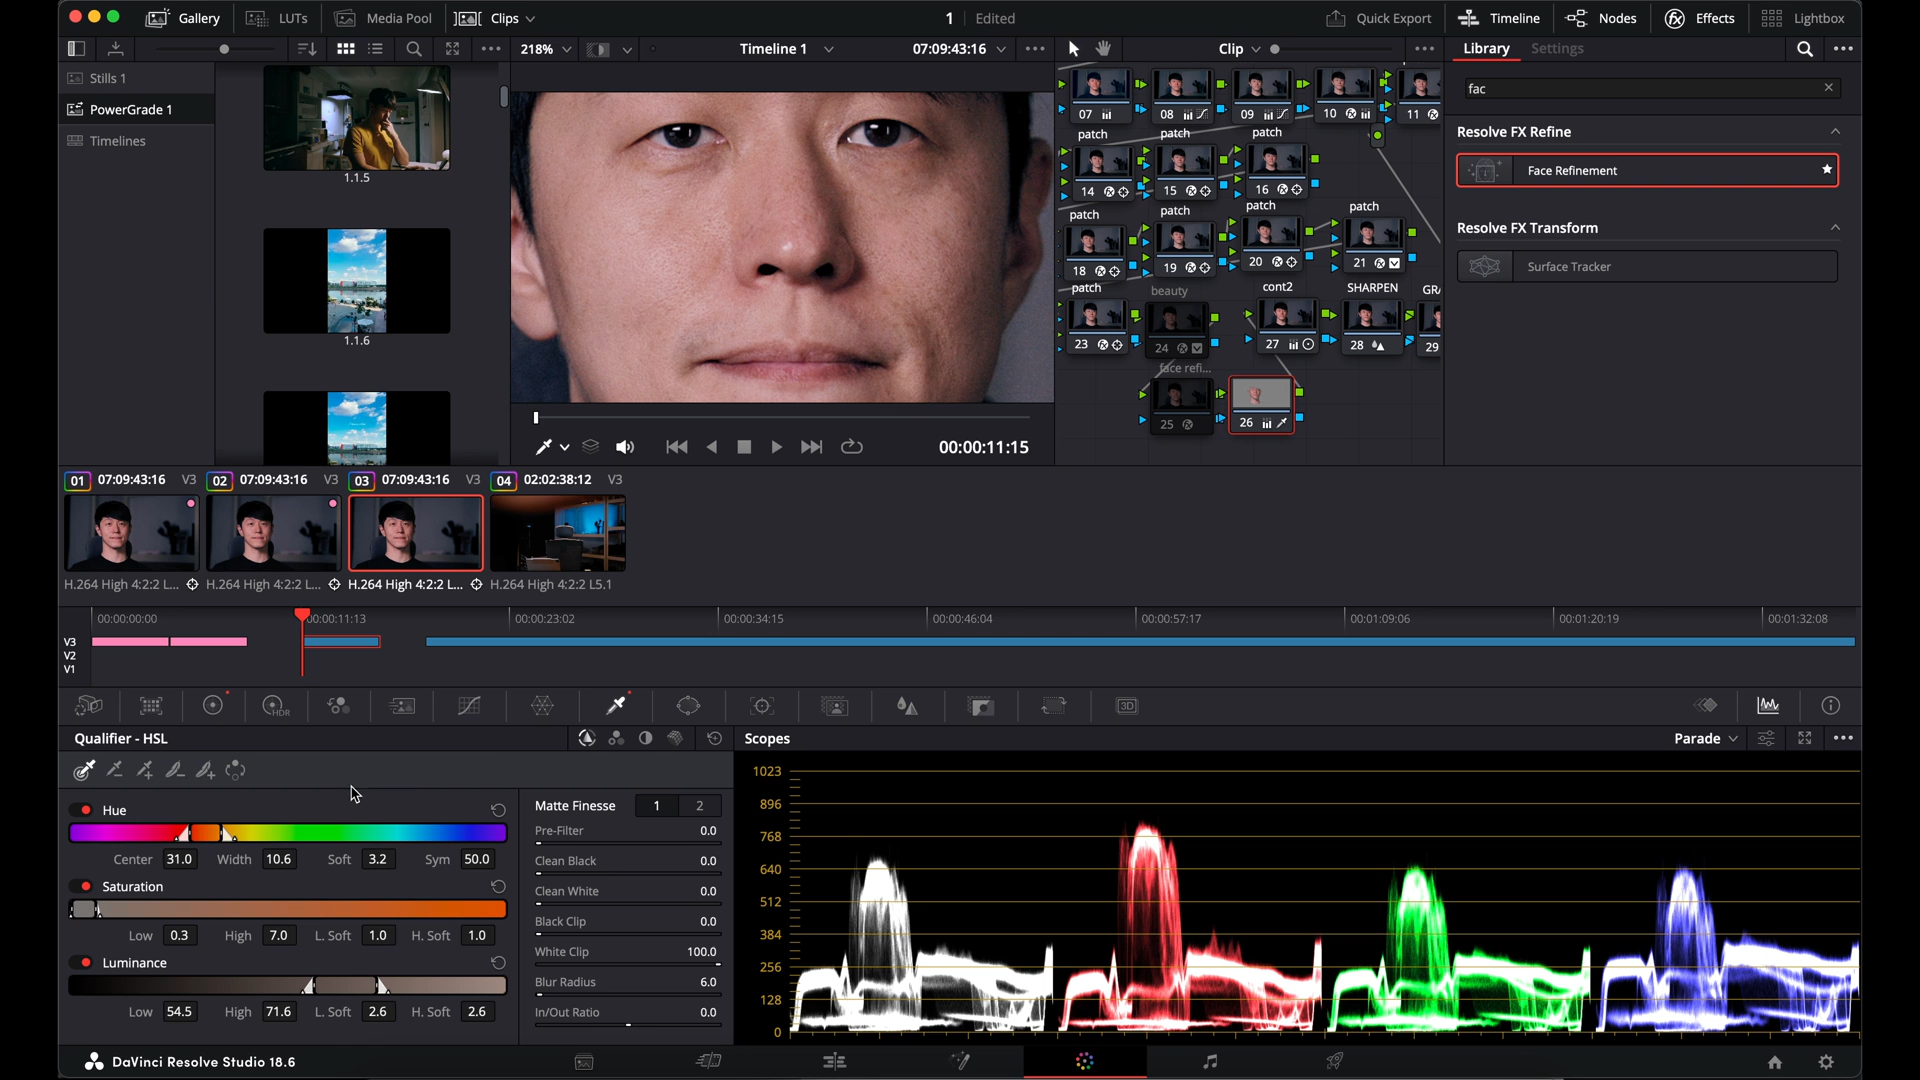 Gallery
LUTs
Media Pool
Clips
1
Edited
Quick Export
Timeline
Nodes
Effects
Lightbox
218%
Timeline 1
07:09:43:16
Clip
Library
Settings
Stills 1
PowerGrade 1
Timelines
1.1.5
1.1.6
fac
Resolve FX Refine
Face Refinement
Resolve FX Transform
Surface Tracker
07
08
09
10
11
patch
patch
patch
14
15
16
patch
patch
patch
patch
18
19
20
21
patch
beauty
cont2
SHARPEN
GRA
23
24
27
28
29
face refi...
25
26
00:00:11:15
01 07:09:43:16 V3
02 07:09:43:16 V3
03 07:09:43:16 V3
04 02:02:38:12 V3
H.264 High 4:2:2 L...
H.264 High 4:2:2 L...
H.264 High 4:2:2 L...
H.264 High 4:2:2 L5.1
00:00:00:00
00:00:11:13
00:00:23:02
00:00:34:15
00:00:46:04
00:00:57:17
00:01:09:06
00:01:20:19
00:01:32:08
V3
V2
V1
HDR
3D
Qualifier - HSL
Scopes
Parade
Hue
Center 31.0 Width 10.6 Soft 3.2 Sym 50.0
Saturation
Low 0.3 High 7.0 L. Soft 1.0 H. Soft 1.0
Luminance
Low 54.5 High 71.6 L. Soft 2.6 H. Soft 2.6
Matte Finesse 1 2
Pre-Filter 0.0
Clean Black 0.0
Clean White 0.0
Black Clip 0.0
White Clip 100.0
Blur Radius 6.0
In/Out Ratio 0.0
1023
896
768
640
512
384
256
128
0
DaVinci Resolve Studio 18.6